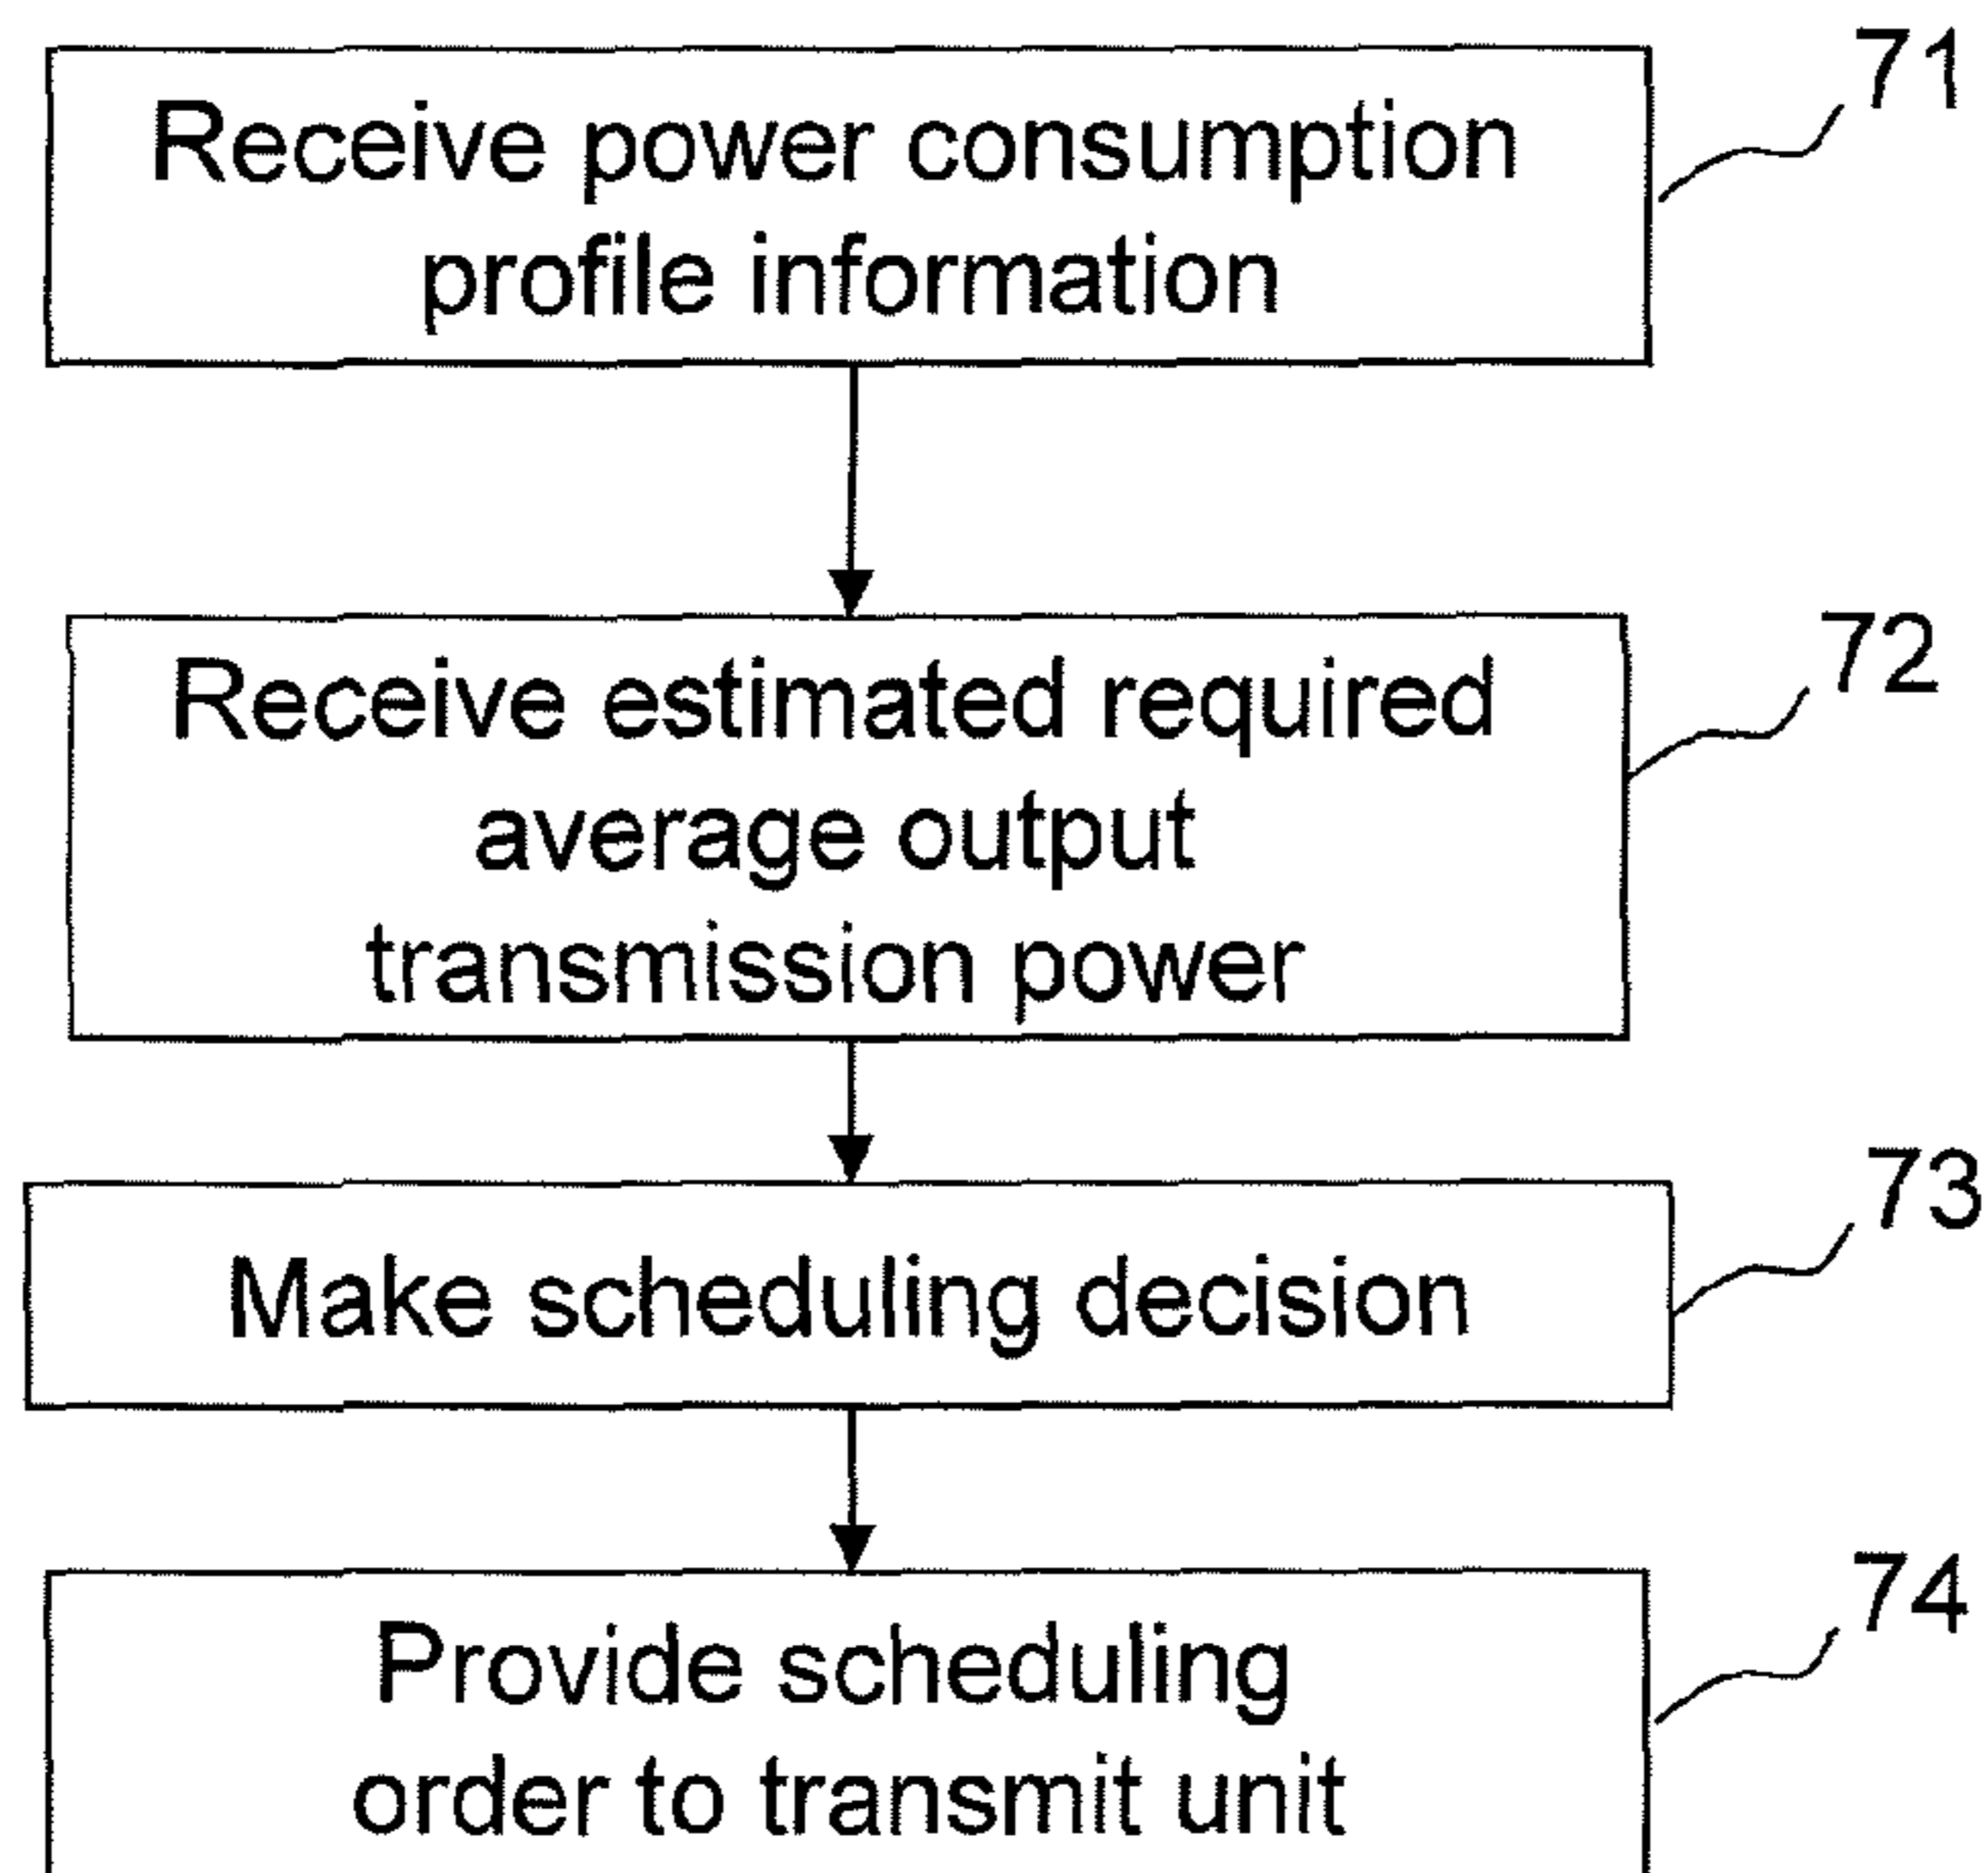 71
Receive power consumption
profile information
72
Receive estimated required
average output
transmission power
73
Make scheduling decision
74
Provide scheduling
order to transmit unit